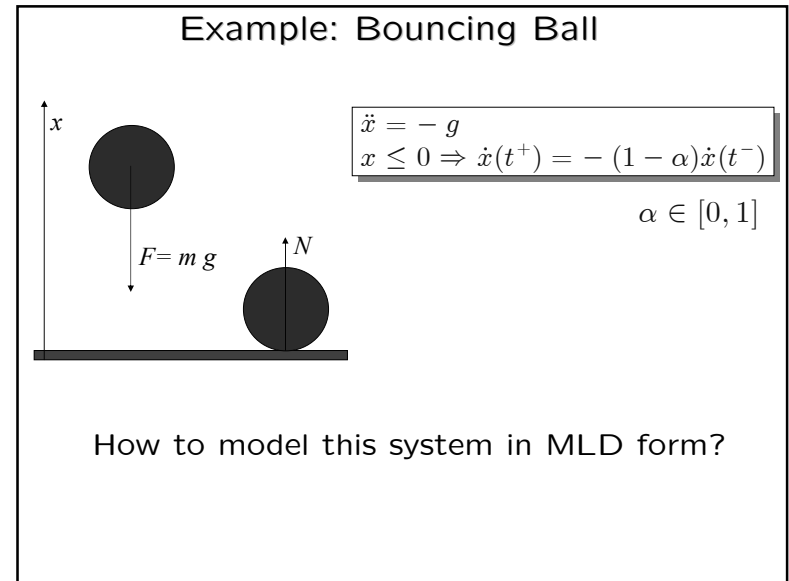 Example: Bouncing Ball
x
ẍ = − g
x ≤ 0 ⇒ ẋ(t⁺) = − (1 − α)ẋ(t⁻)
α ∈ [0, 1]
N
F= m g
How to model this system in MLD form?